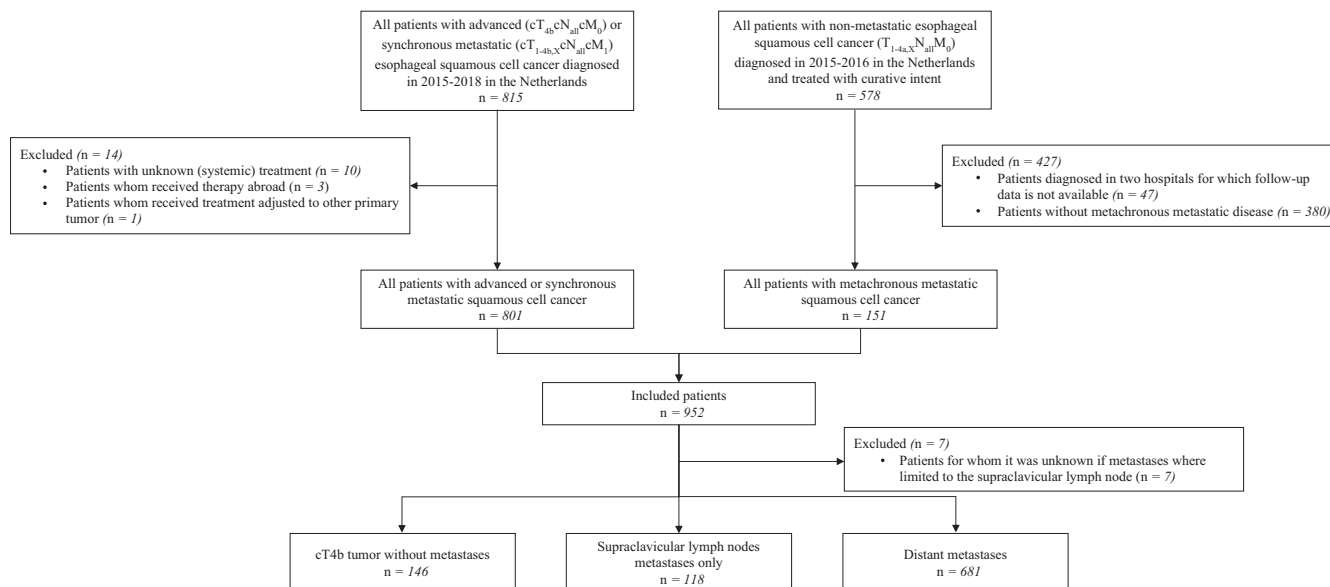 All patients with advanced (cT4bcNallcM0) or
synchronous metastatic (cT1-4b,XcNallcM1)
esophageal squamous cell cancer diagnosed
in 2015-2018 in the Netherlands
n = 815
All patients with non-metastatic esophageal
squamous cell cancer (T1-4a,XNallM0)
diagnosed in 2015-2016 in the Netherlands
and treated with curative intent
n = 578
Excluded (n = 14)
• Patients with unknown (systemic) treatment (n = 10)
• Patients whom received therapy abroad (n = 3)
• Patients whom received treatment adjusted to other primary
tumor (n = 1)
Excluded (n = 427)
• Patients diagnosed in two hospitals for which follow-up
data is not available (n = 47)
• Patients without metachronous metastatic disease (n = 380)
All patients with advanced or synchronous
metastatic squamous cell cancer
n = 801
All patients with metachronous metastatic
squamous cell cancer
n = 151
Included patients
n = 952
Excluded (n = 7)
• Patients for whom it was unknown if metastases where
limited to the supraclavicular lymph node (n = 7)
cT4b tumor without metastases
n = 146
Supraclavicular lymph nodes
metastases only
n = 118
Distant metastases
n = 681